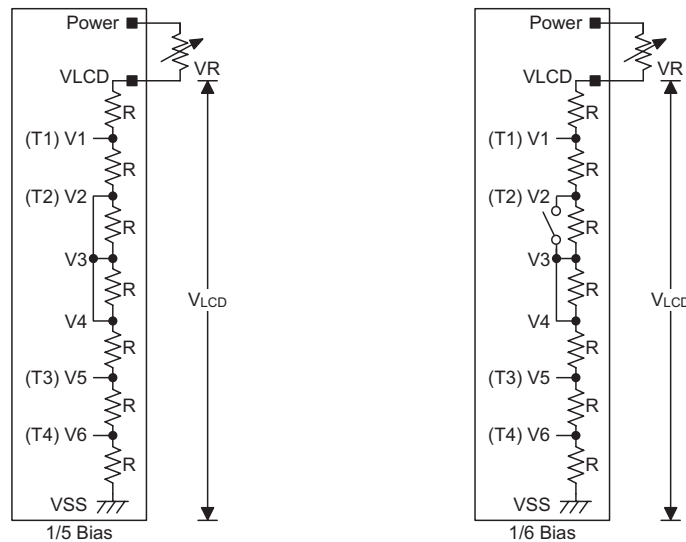 Power
VLCD
VR
R
(T1) V1
R
(T2) V2
R
V3
R
VLCD
V4
R
(T3) V5
R
(T4) V6
R
VSS
1/5 Bias
Power
VLCD
VR
R
(T1) V1
R
(T2) V2
R
V3
R
VLCD
V4
R
(T3) V5
R
(T4) V6
R
VSS
1/6 Bias